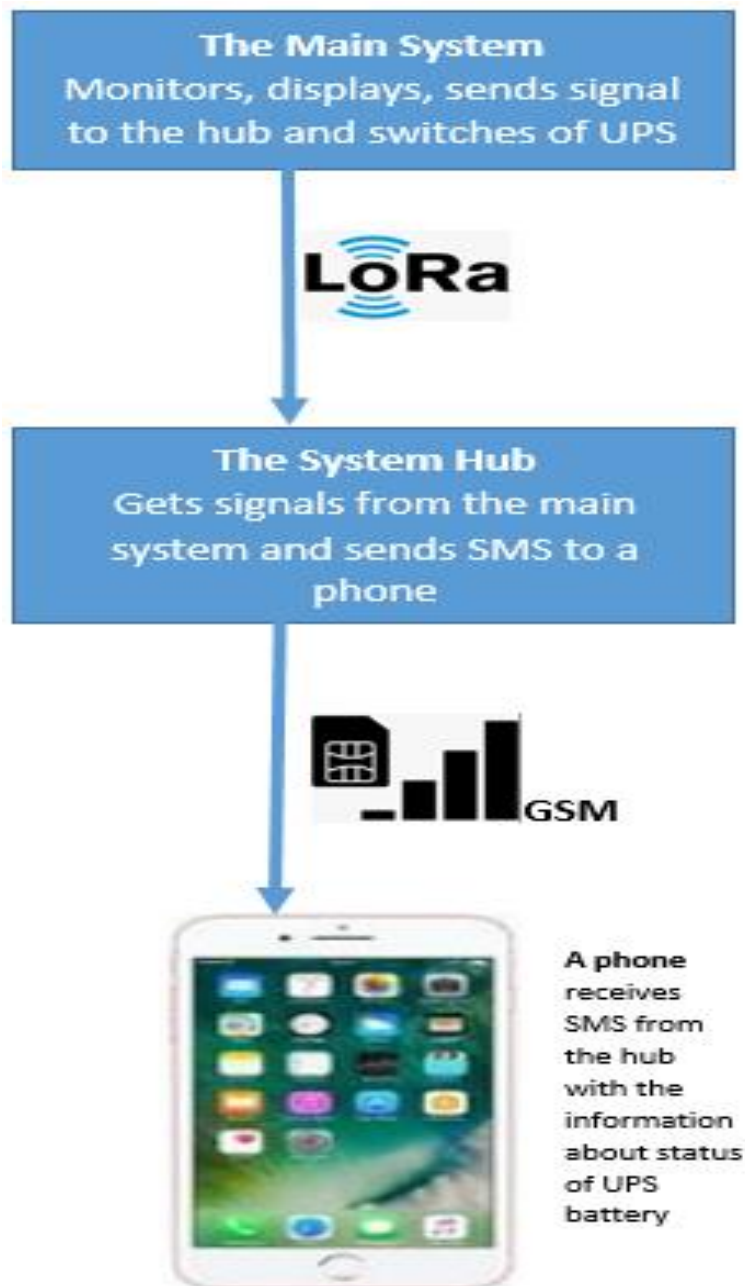 The Main System
Monitors, displays, sends signal
to the hub and switches of UPS
LoRa
The System Hub
Gets signals from the main
system and sends SMS to a
phone
GSM
A phone
receives
SMS from
the hub
with the
information
about status
of UPS
battery